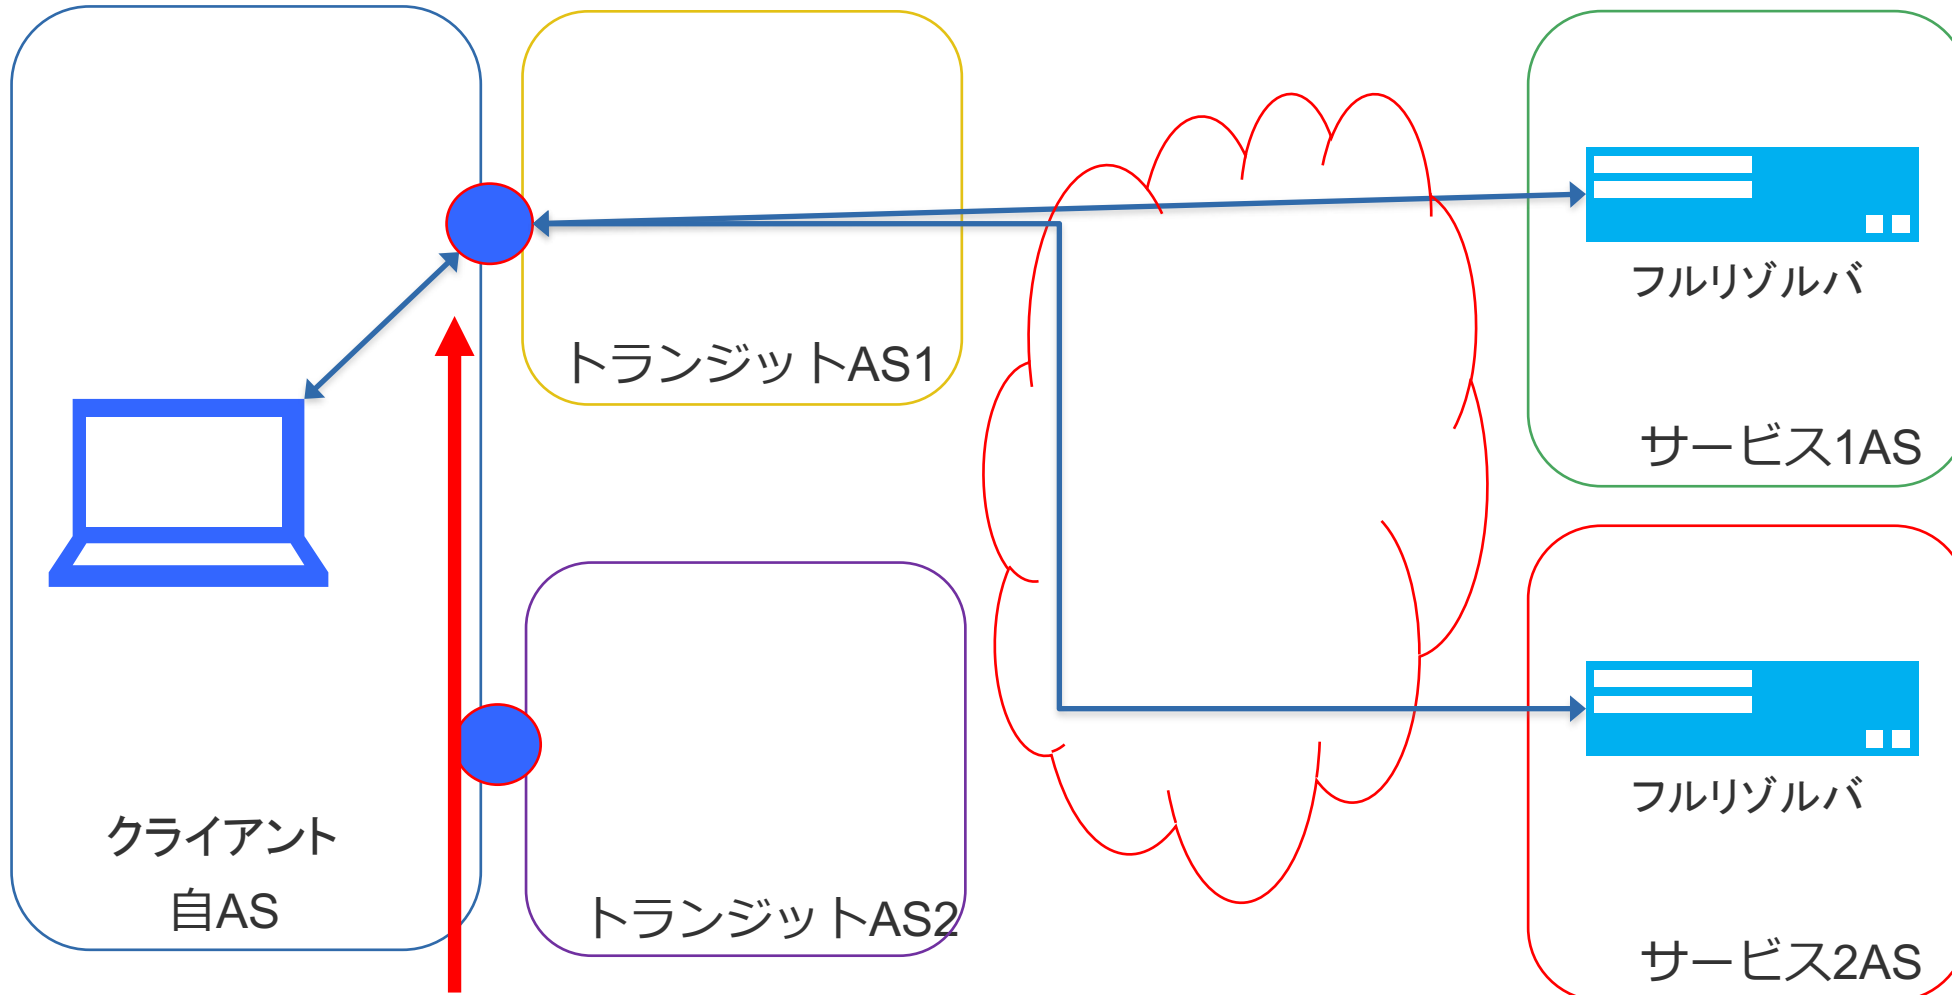 フルリゾルバ
トランジットAS1
サービス1AS
フルリゾルバ
クライアント
自AS
トランジットAS2
サービス2AS